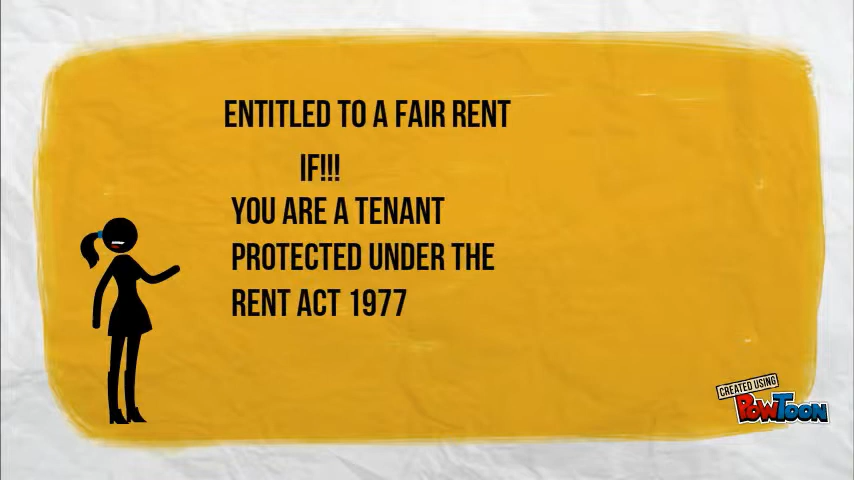 ENTITLED TO A FAIR RENT
IF!!!
YOU ARE A TENANT
PROTECTED UNDER THE
RENT ACT 1977
CREATED USING
POWTOON